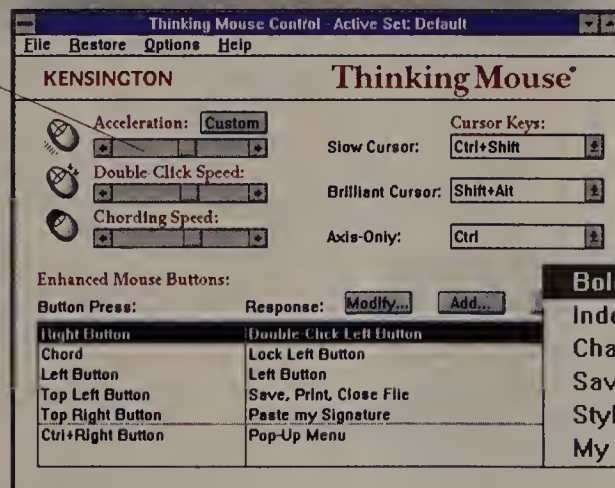 Thinking Mouse Control - Active Set: Default
File Restore Options Help
KENSINGTON ThinkingMouse®
Acceleration: Custom
Cursor Keys:
Slow Cursor: Ctrl+Shift
Double-Click Speed:
Brilliant Cursor: Shift+Alt
Chording Speed:
Axis-Only: Ctrl
Enhanced Mouse Buttons:
Button Press: Response: Modify... Add...
Right Button Double-Click Left Button
Chord Lock Left Button
Left Button Left Button
Top Left Button Save, Print, Close File
Top Right Button Paste my Signature
Ctrl+Right Button Pop-Up Menu
Bol
Inde
Cha
Sav
Styl
My